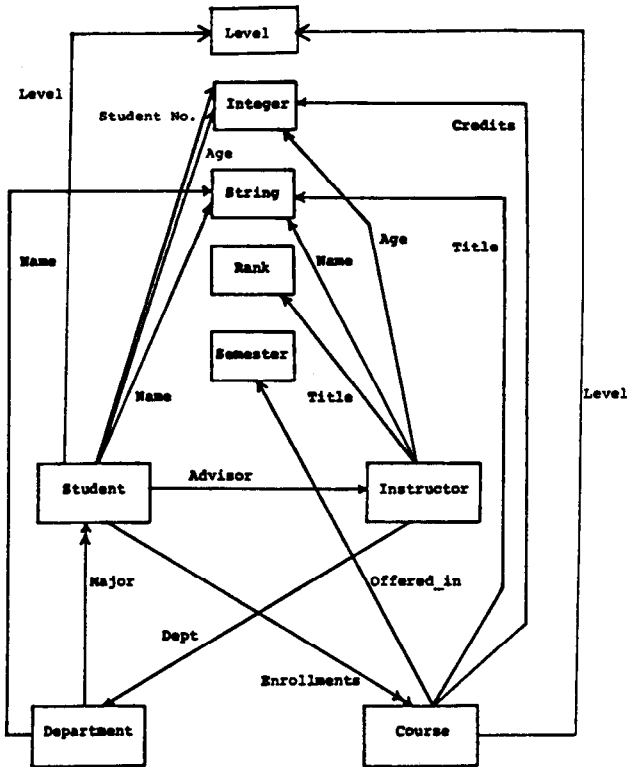 Level
Level
Integer
Student No.
Credits
Age
String
Name
Age
Name
Title
Rank
Semester
Name
Title
Level
Student
Advisor
Instructor
Major
Offered_in
Dept
Enrollments
Department
Course